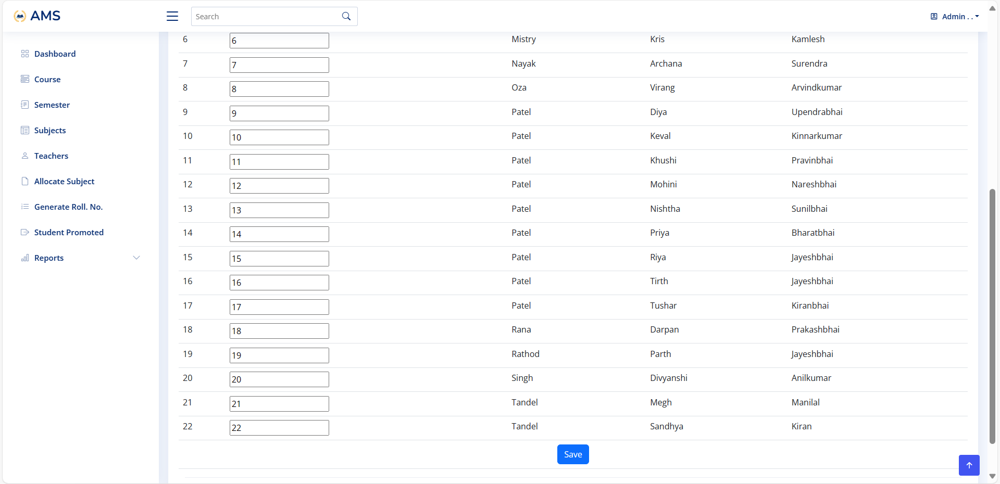 AMS
Search
Admin . .
Dashboard
Course
Semester
Subjects
Teachers
Allocate Subject
Generate Roll. No.
Student Promoted
Reports
6 6 Mistry Kris Kamlesh
7 7 Nayak Archana Surendra
8 8 Oza Virang Arvindkumar
9 9 Patel Diya Upendrabhai
10 10 Patel Keval Kinnarkumar
11 11 Patel Khushi Pravinbhai
12 12 Patel Mohini Nareshbhai
13 13 Patel Nishtha Sunilbhai
14 14 Patel Priya Bharatbhai
15 15 Patel Riya Jayeshbhai
16 16 Patel Tirth Jayeshbhai
17 17 Patel Tushar Kiranbhai
18 18 Rana Darpan Prakashbhai
19 19 Rathod Parth Jayeshbhai
20 20 Singh Divyanshi Anilkumar
21 21 Tandel Megh Manilal
22 22 Tandel Sandhya Kiran
Save